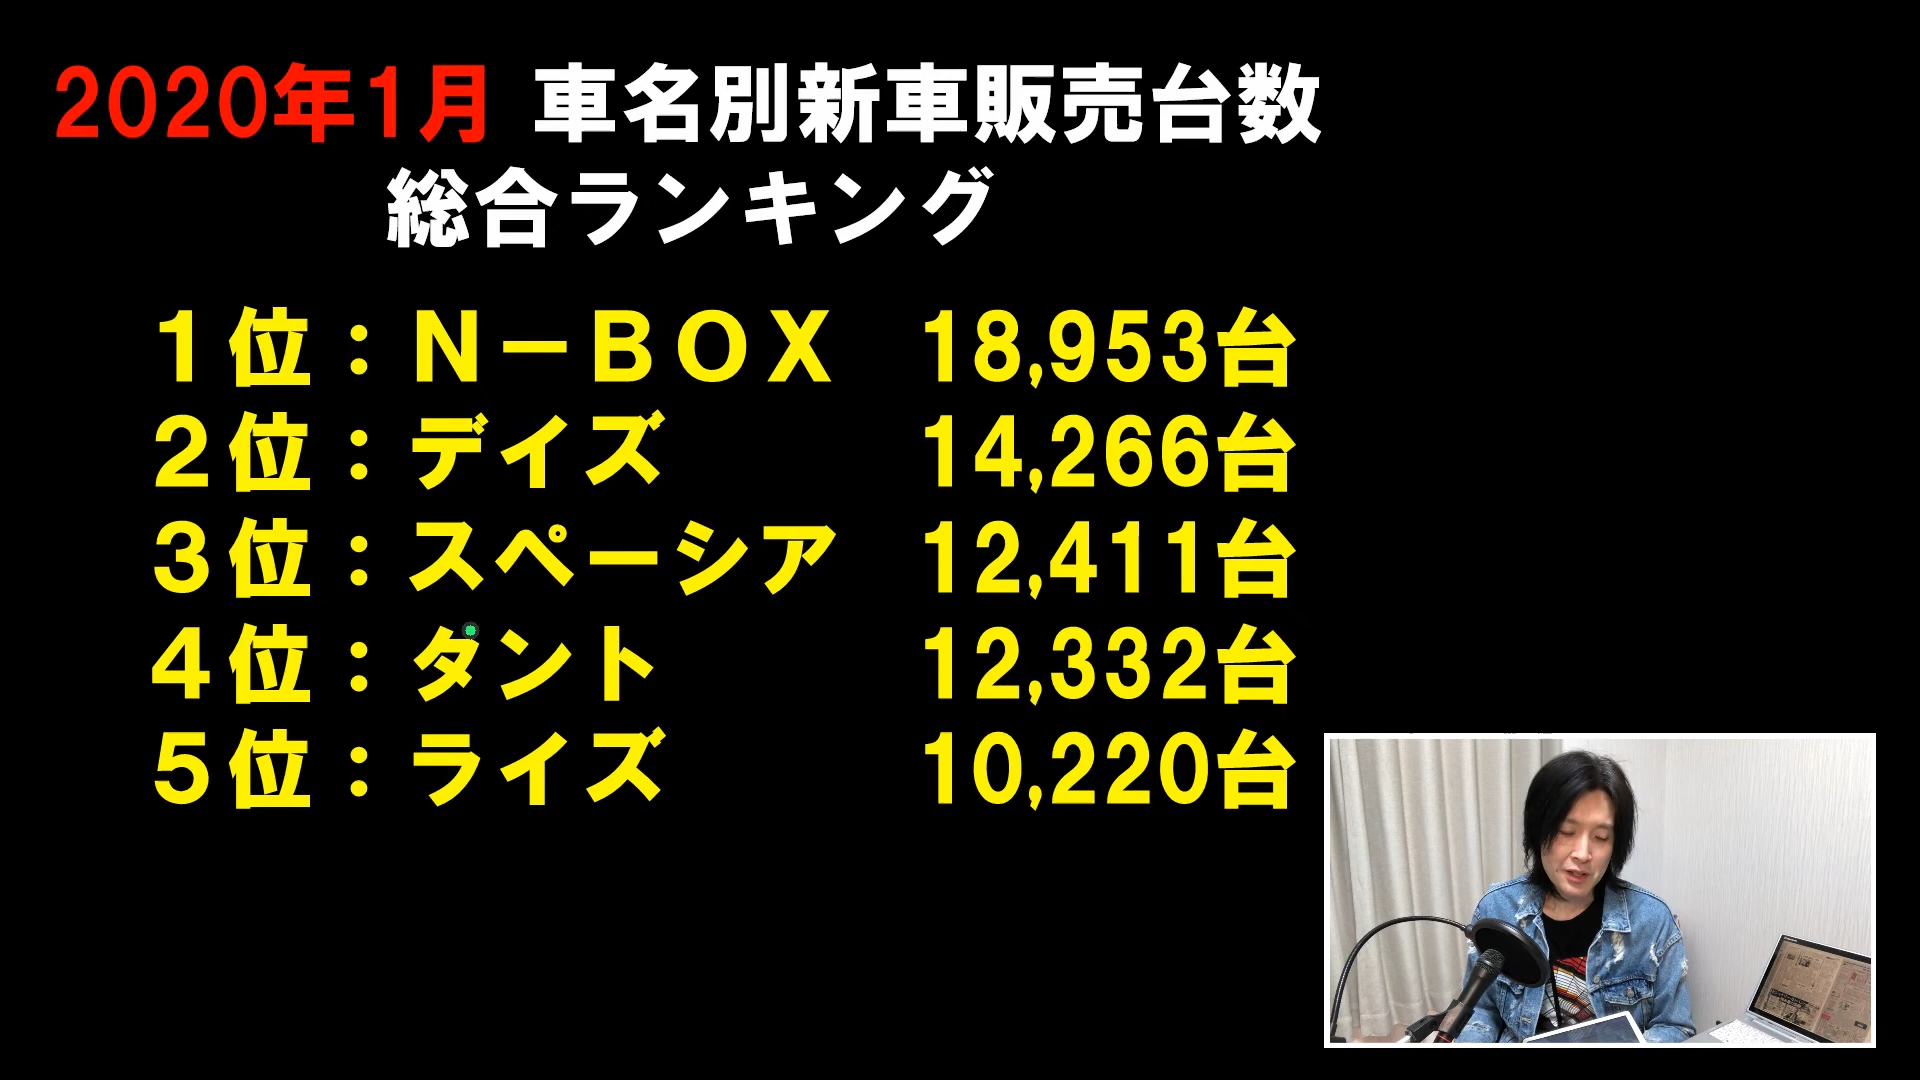 2020年1月 車名別新車販売台数
総合ランキング
1位：N－BOX 18,953台
2位：デイズ 14,266台
3位：スペーシア 12,411台
4位：タント 12,332台
5位：ライズ 10,220台